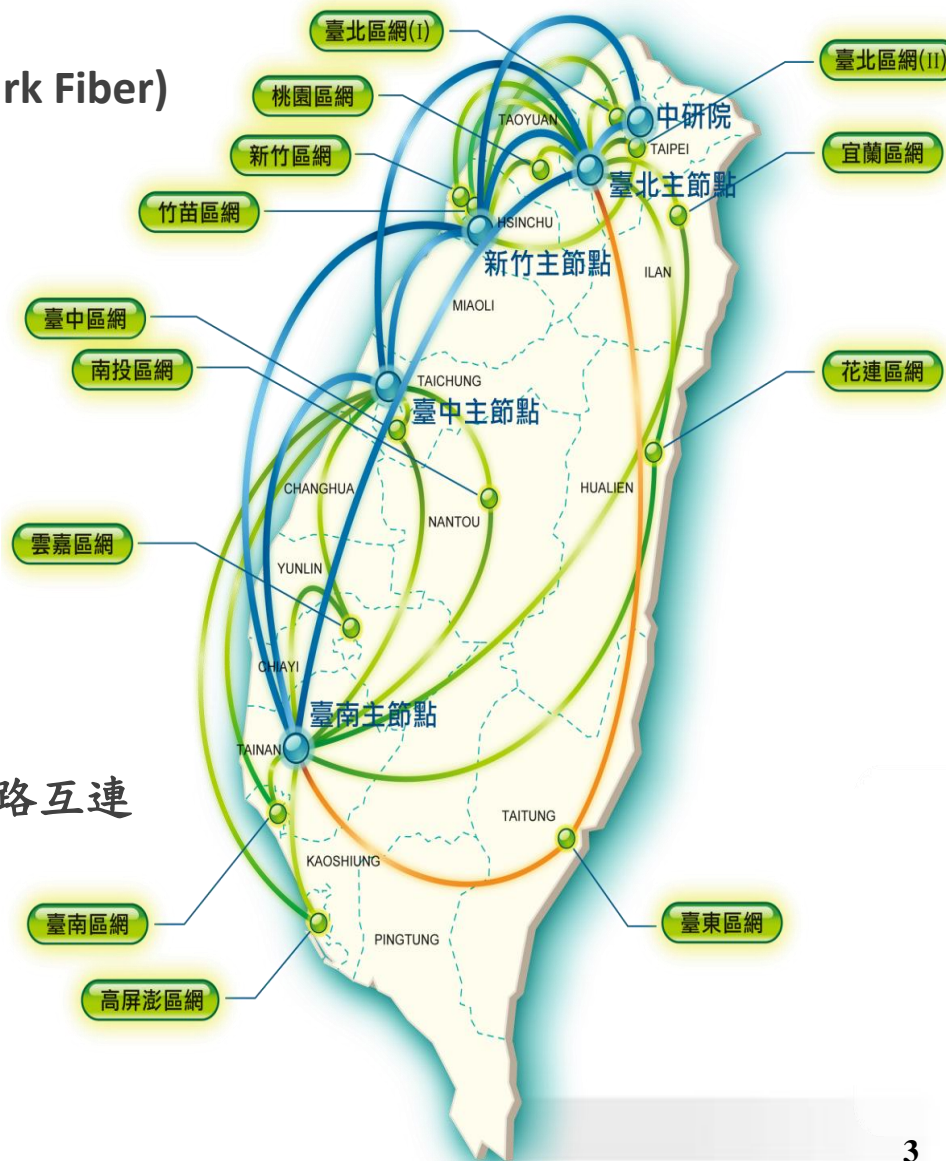 臺北區網(I)
臺北區網(II)
rk Fiber)
桃園區網
TAOYUAN
中研院
TAIPEI
新竹區網
宜蘭區網
臺北主節點
竹苗區網
HSINCHU
新竹主節點
ILAN
MIAOLI
臺中區網
南投區網
TAICHUNG
花連區網
臺中主節點
CHANGHUA
HUALIEN
NANTOU
雲嘉區網
YUNLIN
CHIAYI
臺南主節點
TAINAN
路互連
TAITUNG
KAOSHIUNG
臺南區網
臺東區網
PINGTUNG
高屏澎區網
3